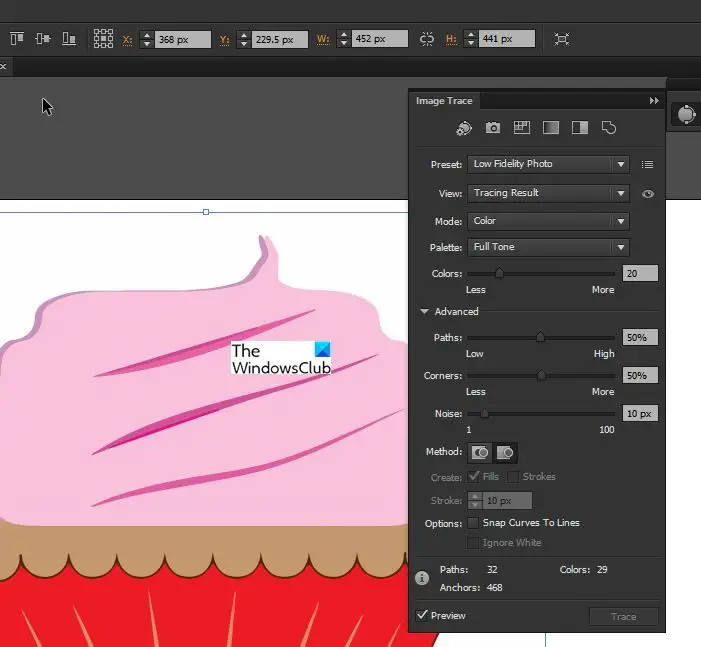 X: 368 px Y: 229.5 px W: 452 px H: 441 px
Image Trace
Preset: Low Fidelity Photo
View: Tracing Result
Mode: Color
Palette: Full Tone
Colors: 20
Less More
Advanced
Paths: 50%
Low High
Corners: 50%
Less More
Noise: 10 px
1 100
Method:
Create: Fills Strokes
Stroke: 10 px
Options: Snap Curves To Lines
Ignore White
Paths: 32 Colors: 29
Anchors: 468
Preview Trace
The
WindowsClub